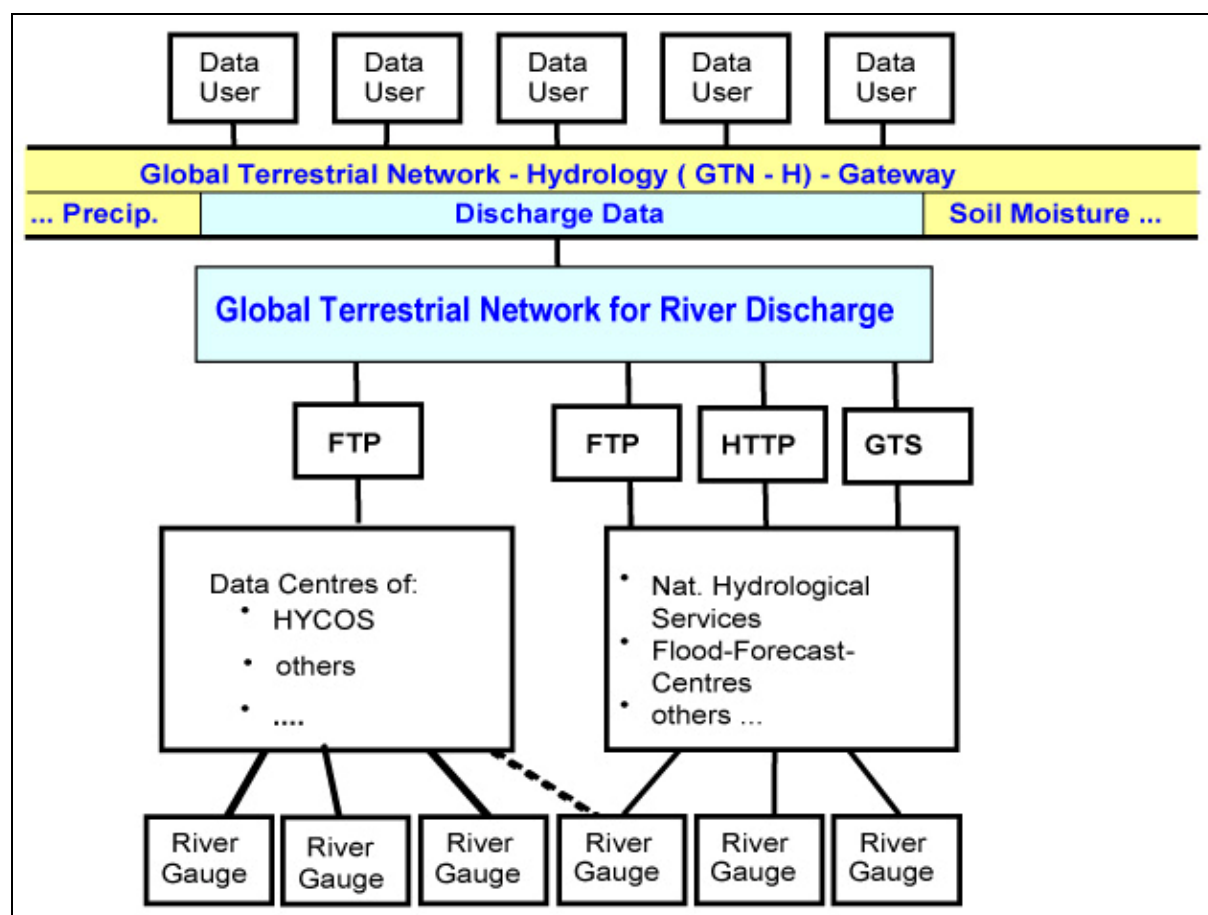 Data
User
Data
User
Data
User
Data
User
Data
User
Global Terrestrial Network - Hydrology ( GTN - H) - Gateway
... Precip.
Discharge Data
Soil Moisture ...
Global Terrestrial Network for River Discharge
FTP
FTP
HTTP
GTS
Data Centres of:
• HYCOS
• others
• ....
• Nat. Hydrological
Services
• Flood-Forecast-
Centres
• others ...
River
Gauge
River
Gauge
River
Gauge
River
Gauge
River
Gauge
River
Gauge